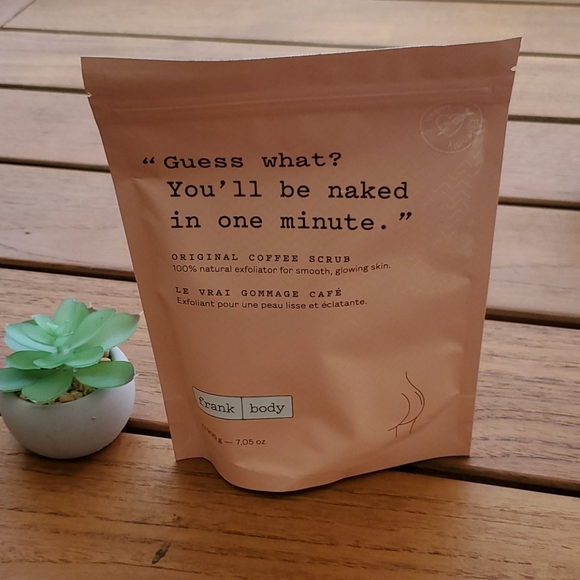 “Guess what?
You’ll be naked
in one minute.”
ORIGINAL COFFEE SCRUB
100% natural exfoliator for smooth, glowing skin.
LE VRAI GOMMAGE CAFÉ
Exfoliant pour une peau lisse et éclatante.
frank body
g — 7.05 oz